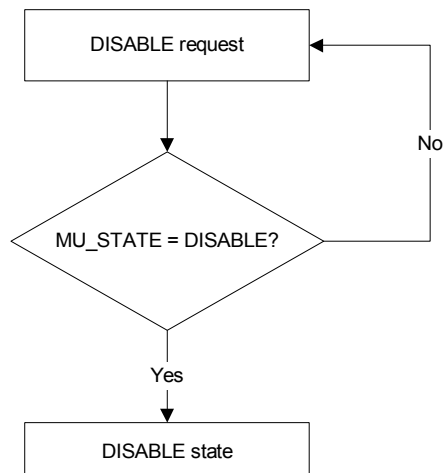 DISABLE request
No
MU_STATE = DISABLE?
Yes
DISABLE state